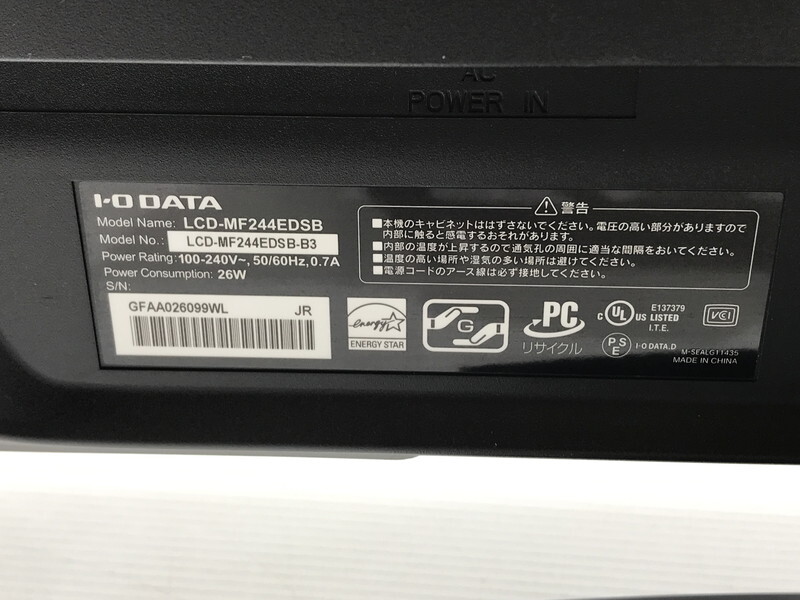 AC
POWER IN
I-O DATA
Model Name: LCD-MF244EDSB
Model No.: LCD-MF244EDSB-B3
Power Rating:100-240V~, 50/60Hz, 0.7A
Power Consumption: 26W
S/N:
GFAA026099WL JR
警告
■本機のキャビネットははずさないでください。電圧の高い部分がありますので
内部に触ると感電するおそれがあります。
■内部の温度が上昇するので通気孔の周囲に適当な間隔をおいてください。
■温度の高い場所や湿気の多い場所は避けてください。
■電源コードのアース線は必ず接地してください。
energy
ENERGY STAR
G
PC
リサイクル
C UL US LISTED
E137379
I.T.E.
VCI
PSE
I-O DATA.D
M-SEALG1T435
MADE IN CHINA